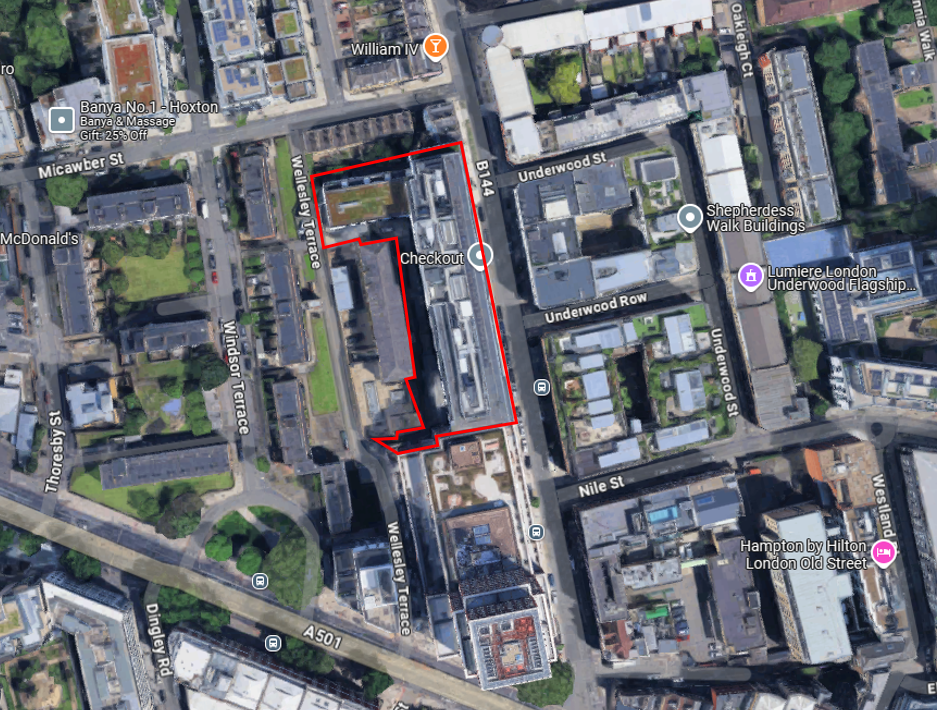 William IV
Oakleigh Ct
nnia Walk
ro
Banya No.1 - Hoxton
Banya & Massage
Gift: 25% Off
Micawber St
Wellesley Terrace
B144
Underwood St
Shepherdess
Walk Buildings
McDonald's
Checkout
Lumiere London
Underwood Flagship...
Underwood Row
Windsor Terrace
Underwood St
Thoresby St
Nile St
Westland
Wellesley Terrace
Hampton by Hilton
London Old Street
Dingley Rd
A501
E